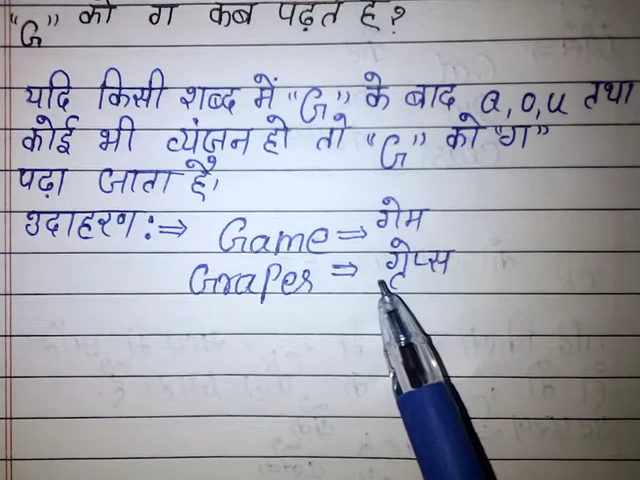 "G" को ग कब पढ़ते है?
यदि किसी शब्द में "G" के बाद a, o, u तथा
कोई भी व्यंजन हो तो "G" को "ग"
पढ़ा जाता है।
उदाहरण:⇒ Game ⇒ गेम
Grapes ⇒ ग्रेप्स